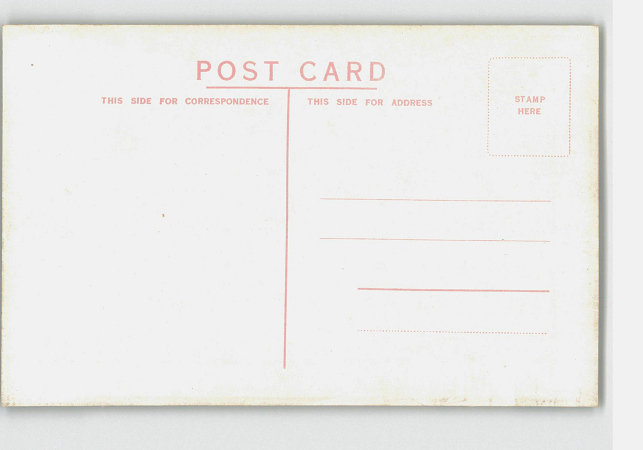 POST CARD
THIS SIDE FOR CORRESPONDENCE
THIS SIDE FOR ADDRESS
STAMP
HERE